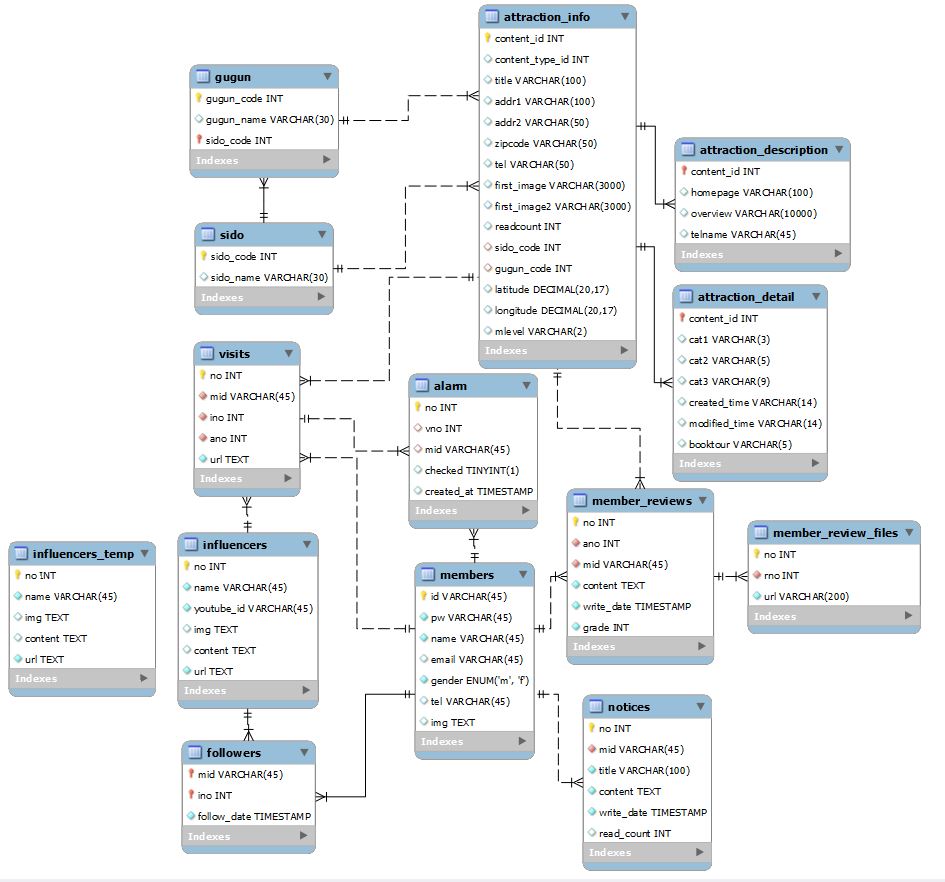 attraction_info
content_id INT
content_type_id INT
title VARCHAR(100)
addr1 VARCHAR(100)
addr2 VARCHAR(50)
zipcode VARCHAR(50)
tel VARCHAR(50)
first_image VARCHAR(3000)
first_image2 VARCHAR(3000)
readcount INT
sido_code INT
gugun_code INT
latitude DECIMAL(20,17)
longitude DECIMAL(20,17)
mlevel VARCHAR(2)
Indexes
gugun
gugun_code INT
gugun_name VARCHAR(30)
sido_code INT
Indexes
attraction_description
content_id INT
homepage VARCHAR(100)
overview VARCHAR(10000)
telname VARCHAR(45)
Indexes
sido
sido_code INT
sido_name VARCHAR(30)
Indexes
attraction_detail
content_id INT
cat1 VARCHAR(3)
cat2 VARCHAR(5)
cat3 VARCHAR(9)
created_time VARCHAR(14)
modified_time VARCHAR(14)
booktour VARCHAR(5)
Indexes
visits
no INT
mid VARCHAR(45)
ino INT
ano INT
url TEXT
Indexes
alarm
no INT
vno INT
mid VARCHAR(45)
checked TINYINT(1)
created_at TIMESTAMP
Indexes
member_reviews
no INT
ano INT
mid VARCHAR(45)
content TEXT
write_date TIMESTAMP
grade INT
Indexes
member_review_files
no INT
rno INT
url VARCHAR(200)
Indexes
influencers_temp
no INT
name VARCHAR(45)
img TEXT
content TEXT
url TEXT
Indexes
influencers
no INT
name VARCHAR(45)
youtube_id VARCHAR(45)
img TEXT
content TEXT
url TEXT
Indexes
members
id VARCHAR(45)
pw VARCHAR(45)
name VARCHAR(45)
email VARCHAR(45)
gender ENUM('m', 'f')
tel VARCHAR(45)
img TEXT
Indexes
followers
mid VARCHAR(45)
ino INT
follow_date TIMESTAMP
Indexes
notices
no INT
mid VARCHAR(45)
title VARCHAR(100)
content TEXT
write_date TIMESTAMP
read_count INT
Indexes